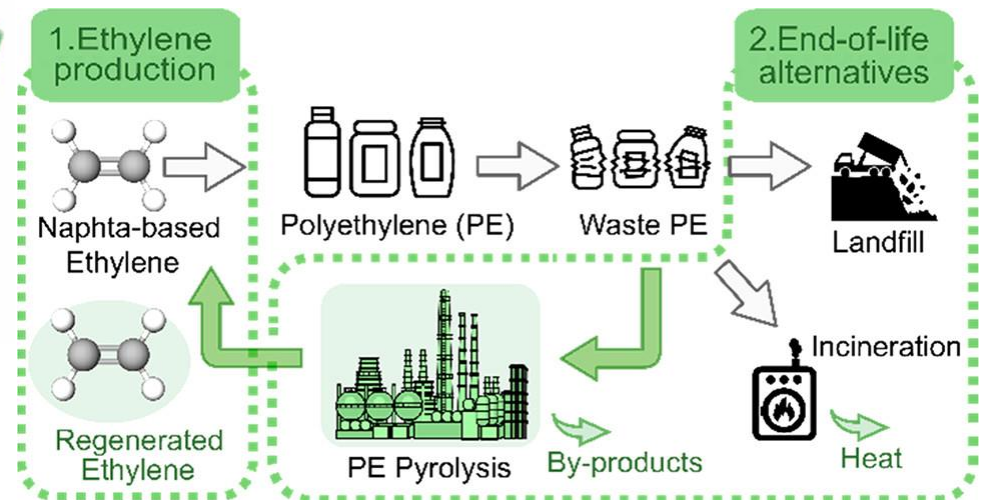 1.Ethylene
production
2.End-of-life
alternatives
Naphta-based
Ethylene
Polyethylene (PE)
Waste PE
Landfill
Incineration
Regenerated
Ethylene
PE Pyrolysis
By-products
Heat